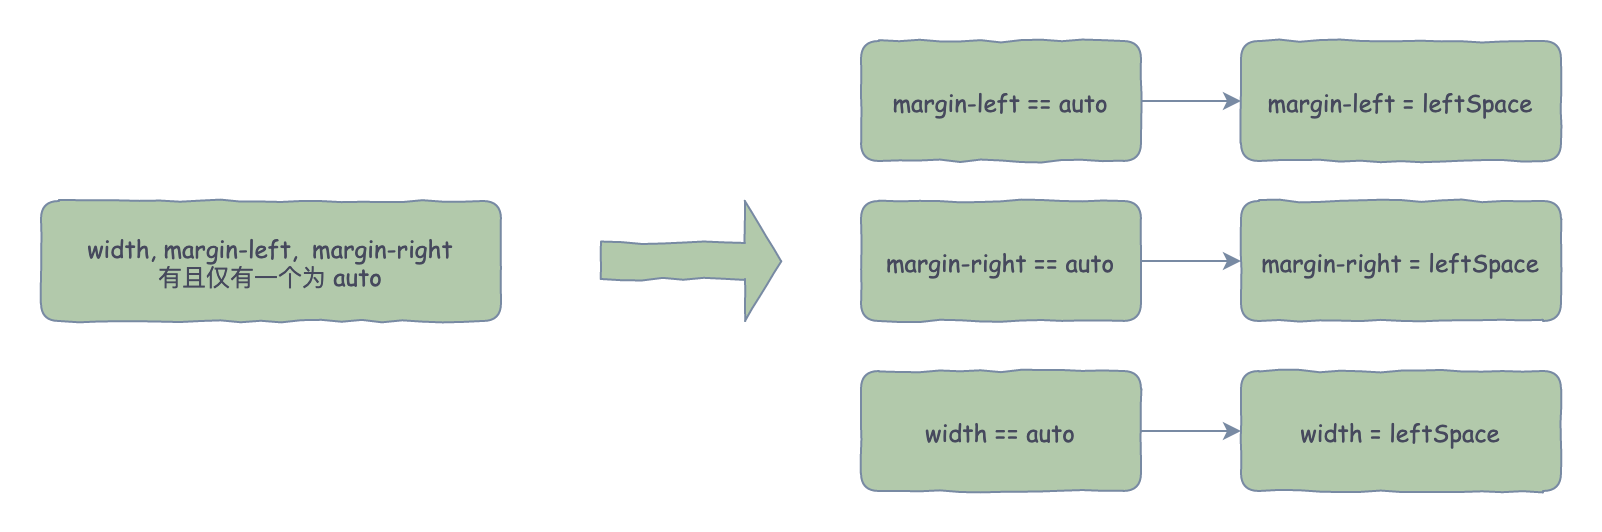 width, margin-left,  margin-right
有且仅有一个为 auto
margin-left == auto
margin-left = leftSpace
margin-right == auto
margin-right = leftSpace
width == auto
width = leftSpace